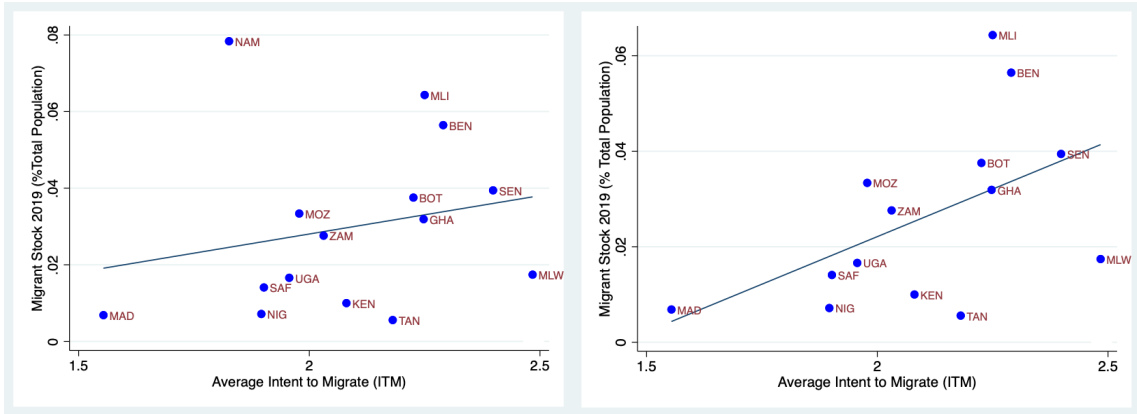 Migrant Stock 2019 (%Total Population)
.08
.06
.04
.02
0
NAM
MLI
BEN
SEN
BOT
GHA
MOZ
ZAM
UGA
SAF
MLW
KEN
NIG
TAN
MAD
1.5
2
2.5
Average Intent to Migrate (ITM)
Migrant Stock 2019 (% Total Population)
.06
.04
.02
0
MLI
BEN
SEN
BOT
GHA
MOZ
ZAM
UGA
SAF
MLW
KEN
NIG
TAN
MAD
1.5
2
2.5
Average Intent to Migrate (ITM)